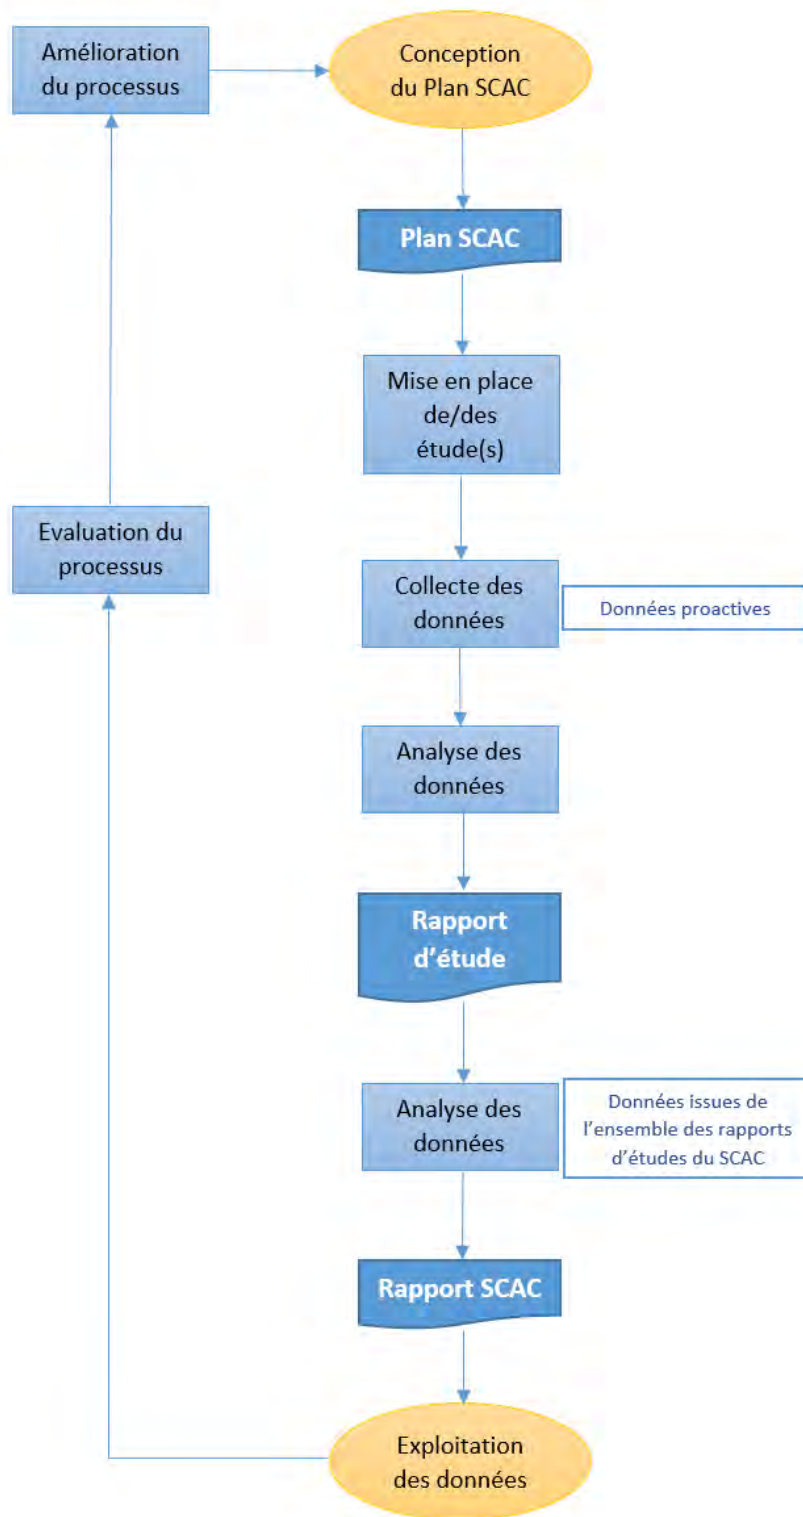 Amélioration
du processus
Conception
du Plan SCAC
Plan SCAC
Mise en place
de/des
étude(s)
Evaluation du
processus
Collecte des
données
Données proactives
Analyse des
données
Rapport
d’étude
Analyse des
données
Données issues de
l’ensemble des rapports
d’études du SCAC
Rapport SCAC
Exploitation
des données